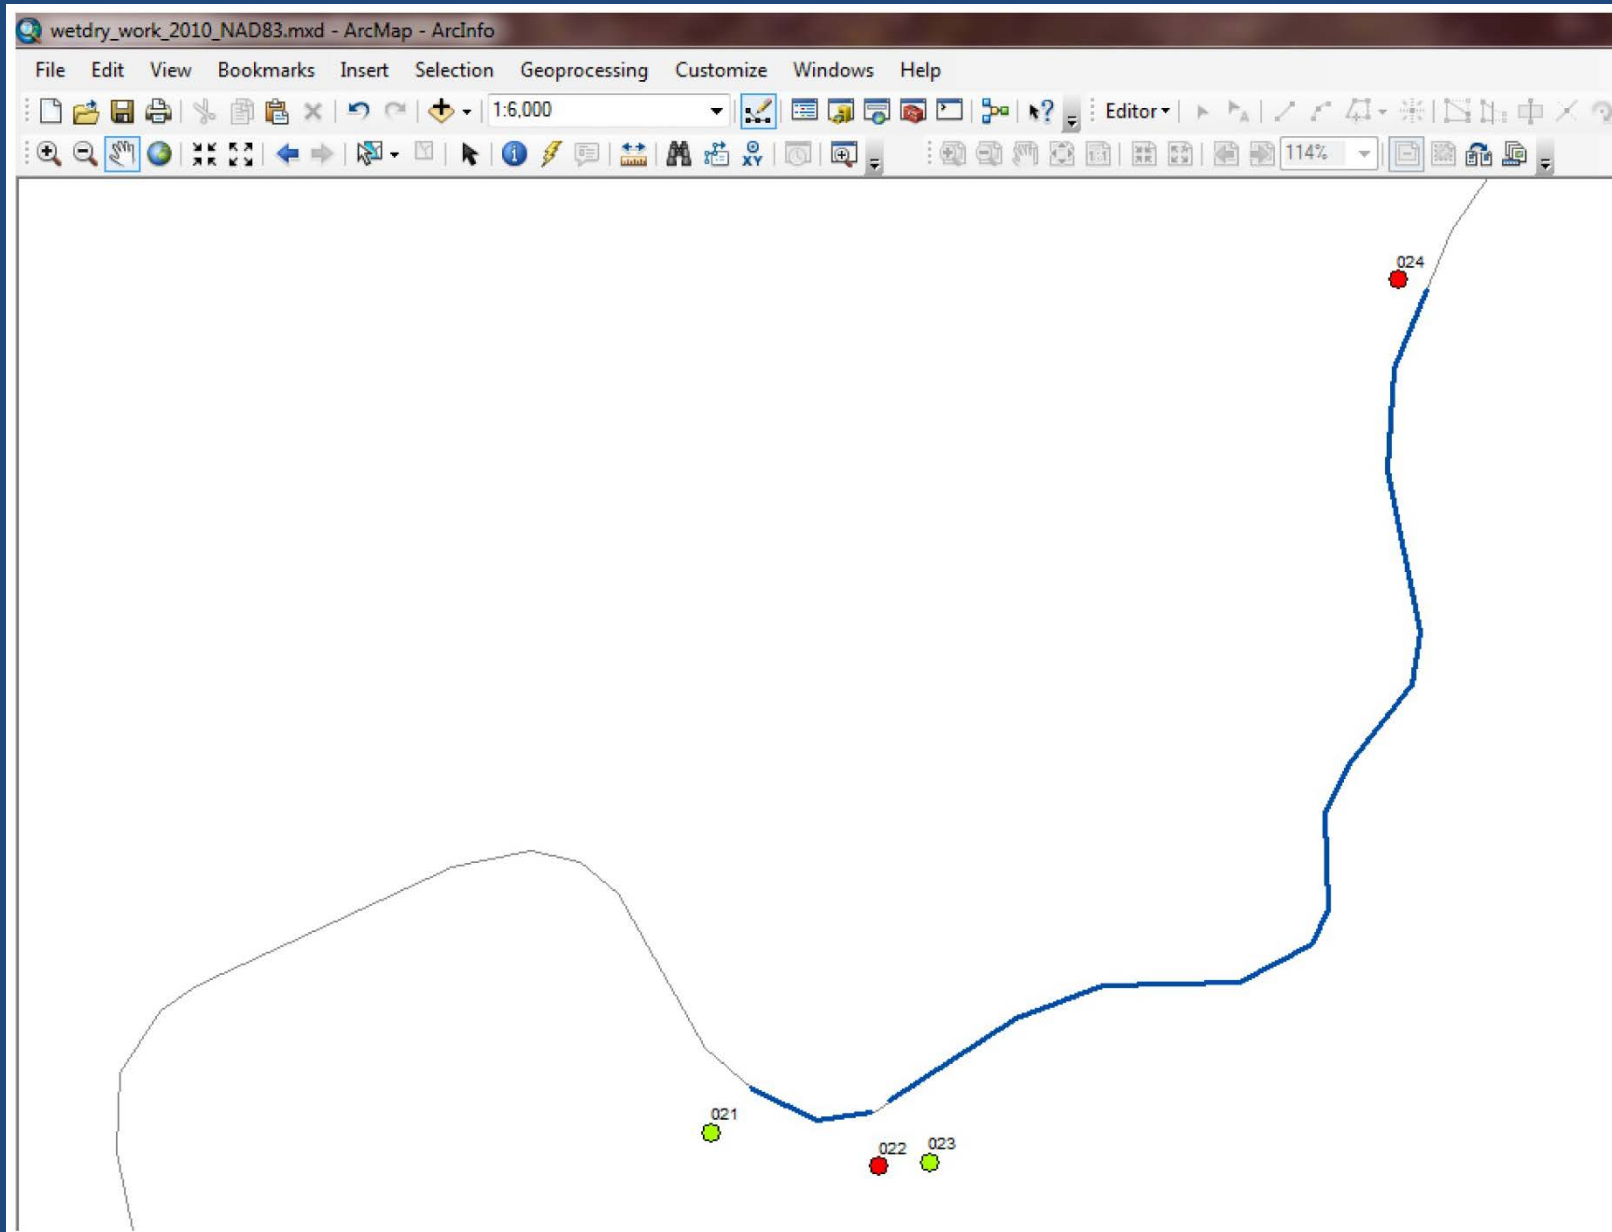 wetdry_work_2010_NAD83.mxd - ArcMap - ArcInfo
File Edit View Bookmarks Insert Selection Geoprocessing Customize Windows Help
1:6,000 Editor
XY 114%
024
021
022 023